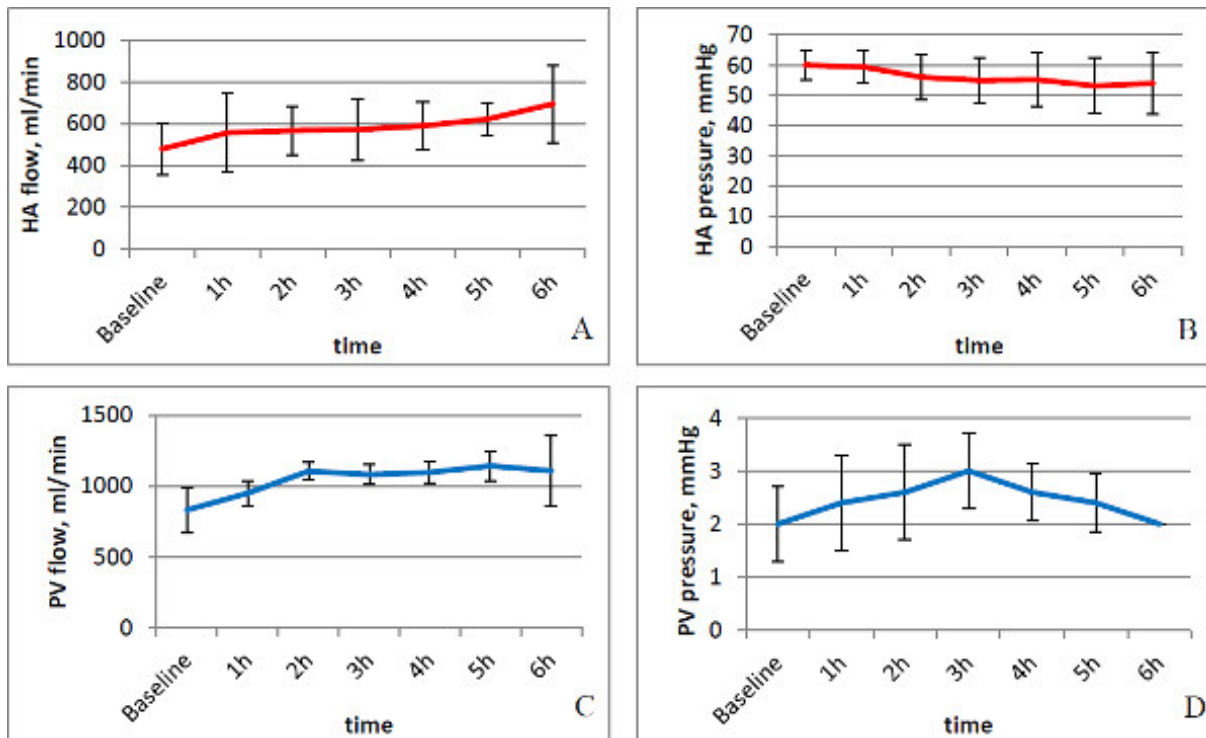 HA flow, ml/min
1000
800
600
400
200
0
Baseline
1h
2h
3h
4h
5h
6h
time
A
HA pressure, mmHg
70
60
50
40
30
20
10
0
Baseline
1h
2h
3h
4h
5h
6h
time
B
PV flow, ml/min
1500
1000
500
0
Baseline
1h
2h
3h
4h
5h
6h
time
C
PV pressure, mmHg
4
3
2
1
0
Baseline
1h
2h
3h
4h
5h
6h
time
D